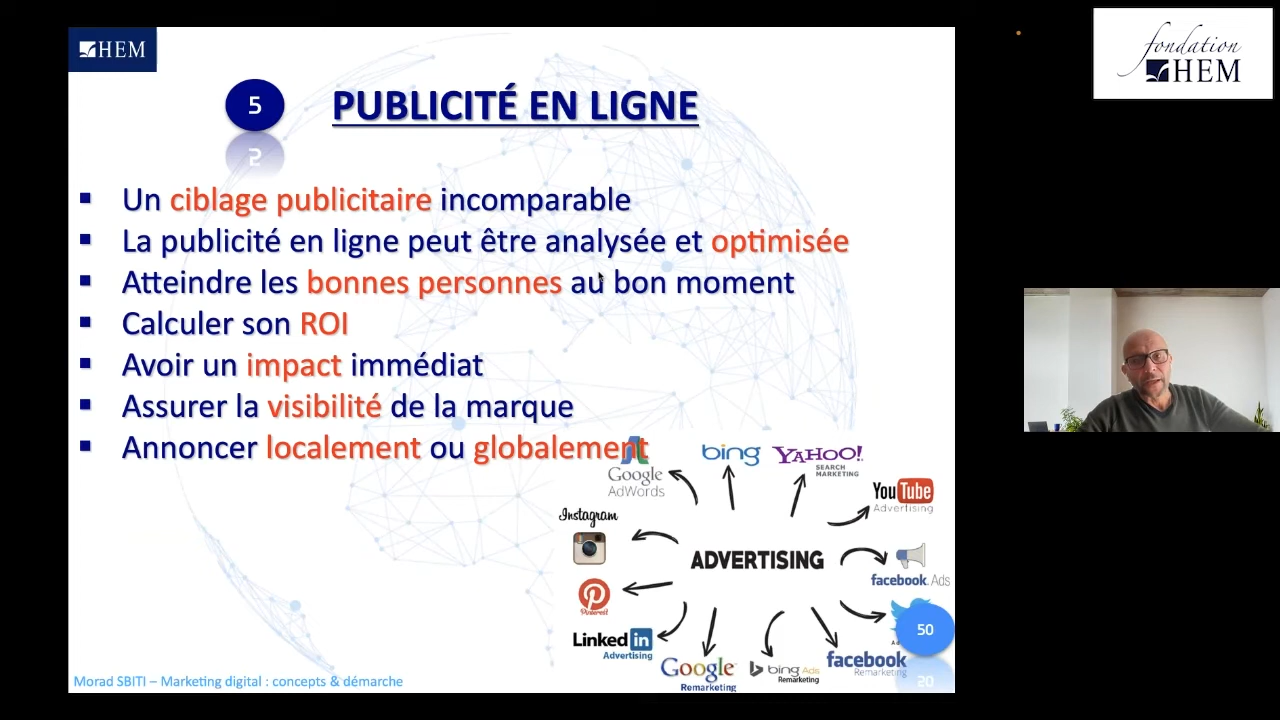 HEM
fondation
HEM
5
PUBLICITÉ EN LIGNE
▪ Un ciblage publicitaire incomparable
▪ La publicité en ligne peut être analysée et optimisée
▪ Atteindre les bonnes personnes au bon moment
▪ Calculer son ROI
▪ Avoir un impact immédiat
▪ Assurer la visibilité de la marque
▪ Annoncer localement ou globalement
Google
AdWords
bing
YAHOO!
SEARCH
MARKETING
YouTube
Advertising
Instagram
ADVERTISING
facebook Ads
Pinterest
Linked in
Advertising
Google
Remarketing
bing Ads
Remarketing
facebook
Remarketing
50
Morad SBITI – Marketing digital : concepts & démarche